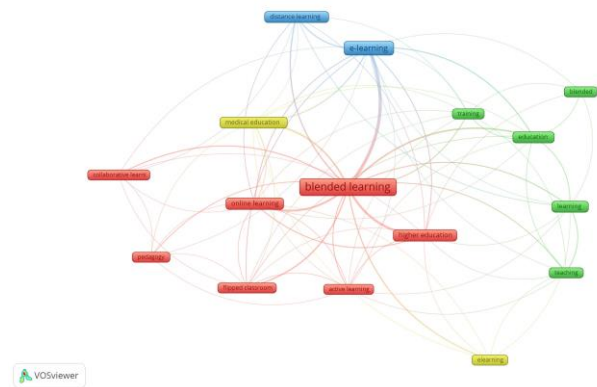 distance learning
e-learning
blended
training
education
medical education
collaborative learni
blended learning
online learning
learning
higher education
pedagogy
teaching
flipped classroom
active learning
elearning
VOSviewer